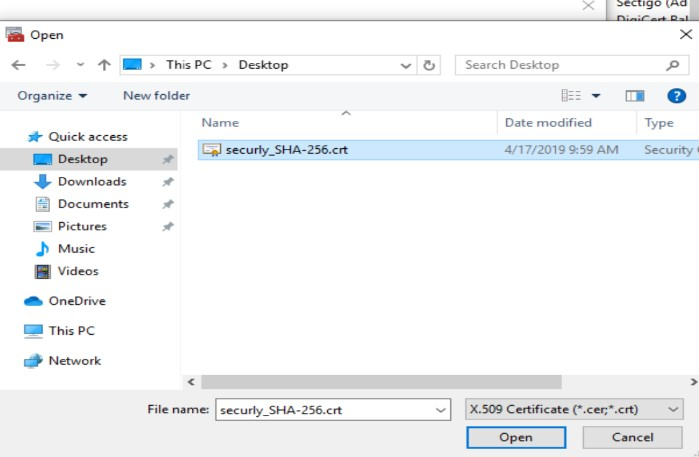 Sectigo (Ad
DigiCert Bal
Open
This PC > Desktop
Search Desktop
Organize
New folder
Name
Date modified
Type
Quick access
Desktop
Downloads
Documents
Pictures
Music
Videos
OneDrive
This PC
Network
securly_SHA-256.crt
4/17/2019 9:59 AM
Security
File name:
securly_SHA-256.crt
X.509 Certificate (*.cer;*.crt)
Open
Cancel